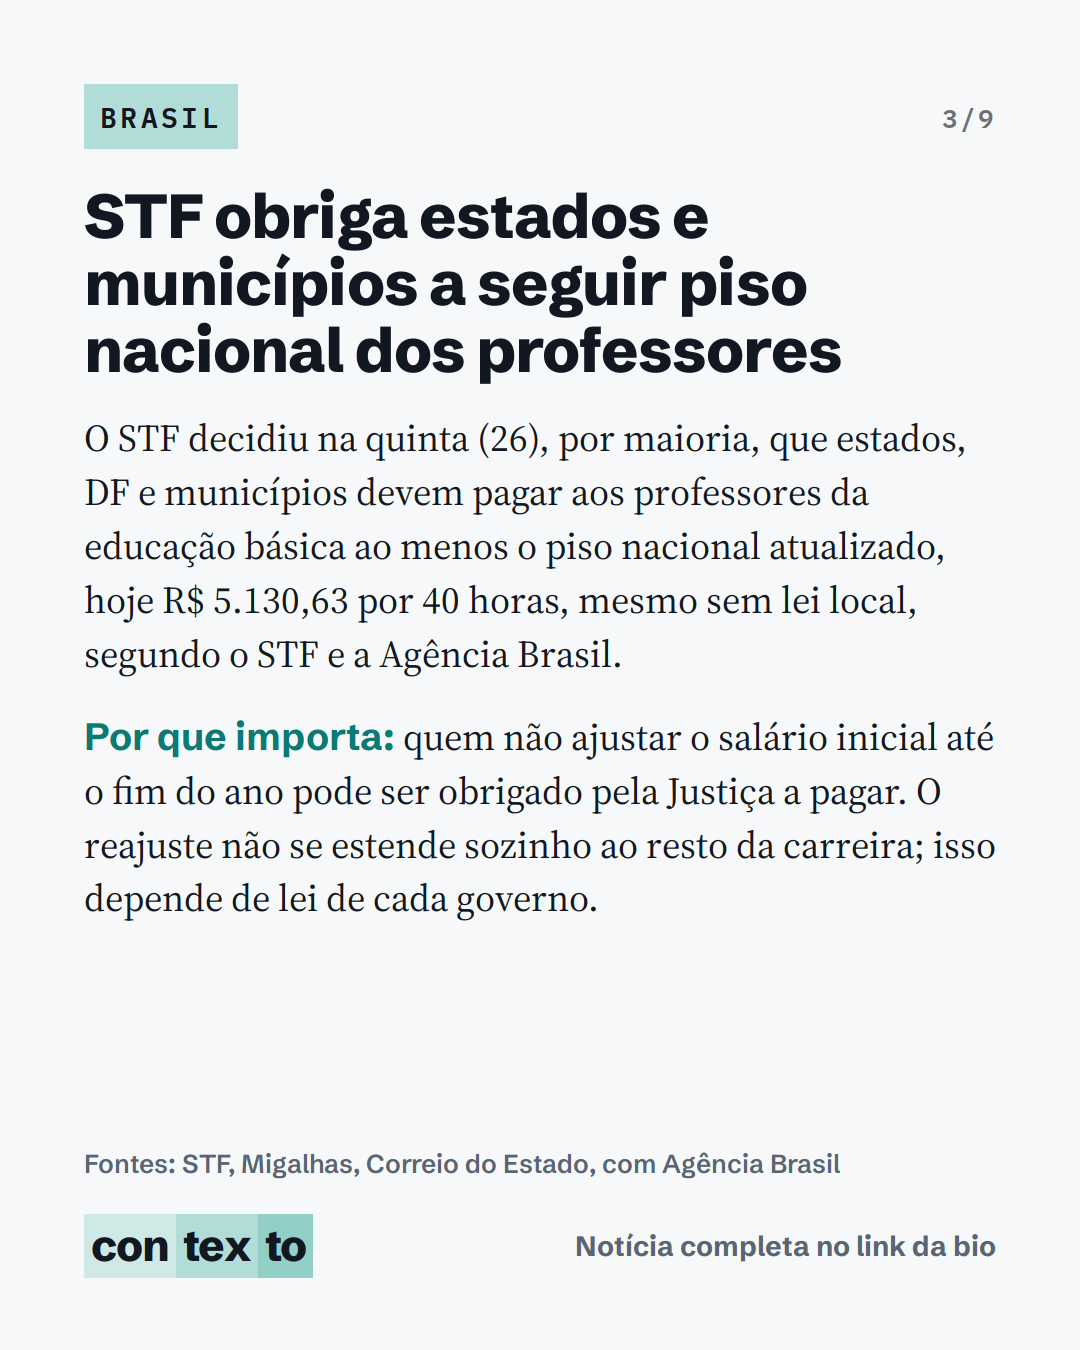 BRASIL
3/9
STF obriga estados e
municípios a seguir piso
nacional dos professores
O STF decidiu na quinta (26), por maioria, que estados,
DF e municípios devem pagar aos professores da
educação básica ao menos o piso nacional atualizado,
hoje R$ 5.130,63 por 40 horas, mesmo sem lei local,
segundo o STF e a Agência Brasil.
Por que importa: quem não ajustar o salário inicial até
o fim do ano pode ser obrigado pela Justiça a pagar. O
reajuste não se estende sozinho ao resto da carreira; isso
depende de lei de cada governo.
Fontes: STF, Migalhas, Correio do Estado, com Agência Brasil
contexto
Notícia completa no link da bio